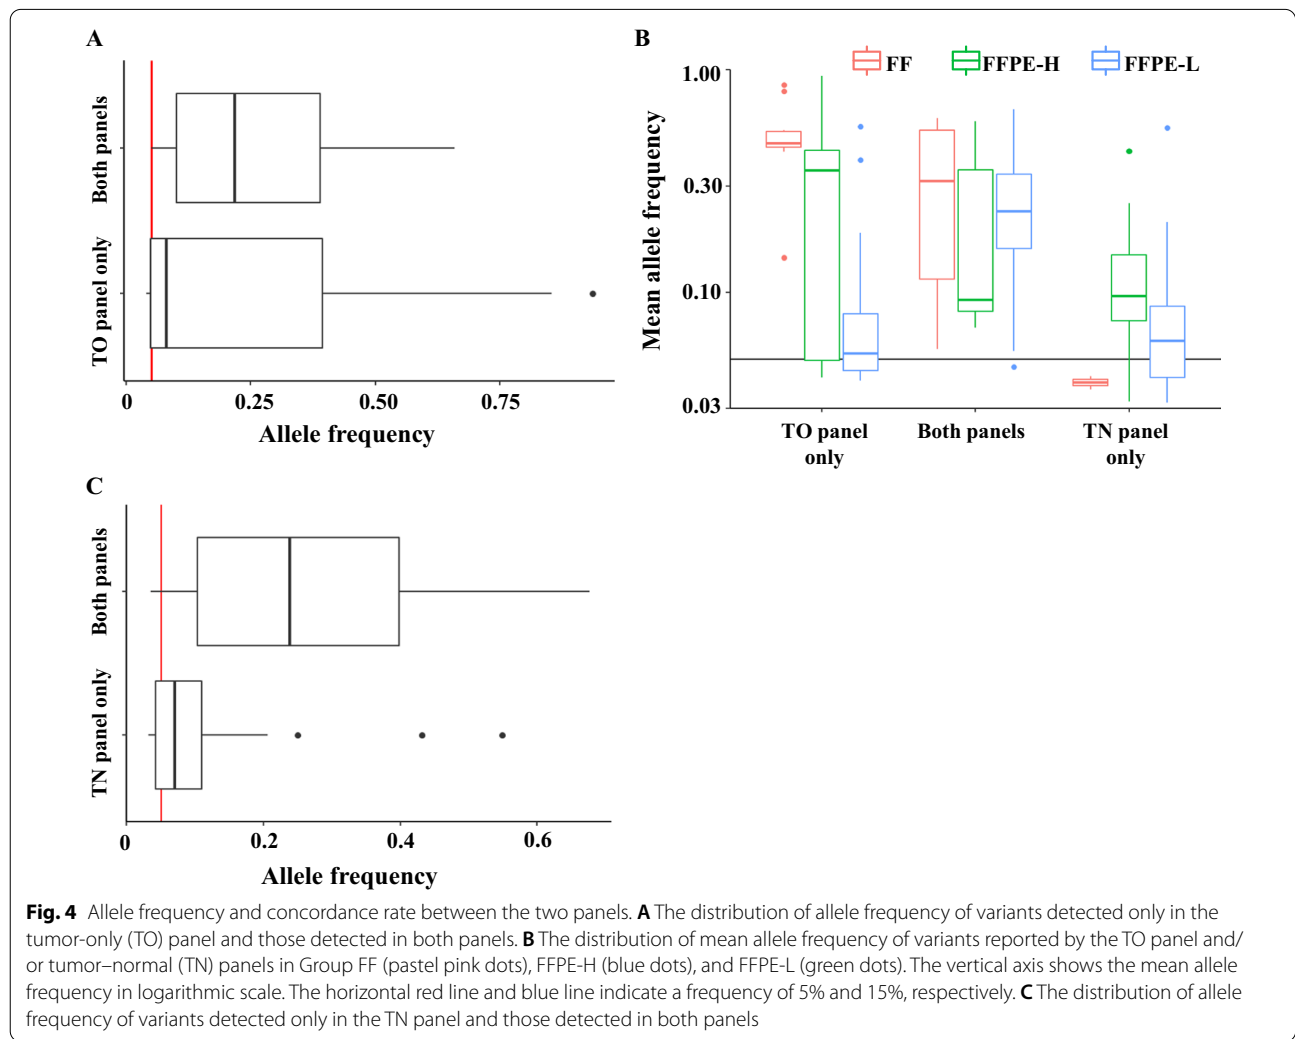 A
Both panels
TO panel only
0 0.25 0.50 0.75
Allele frequency
B
FF FFPE-H FFPE-L
Mean allele frequency
1.00
0.30
0.10
0.03
TO panel only
Both panels
TN panel only
C
Both panels
TN panel only
0 0.2 0.4 0.6
Allele frequency
Fig. 4 Allele frequency and concordance rate between the two panels. A The distribution of allele frequency of variants detected only in the
tumor-only (TO) panel and those detected in both panels. B The distribution of mean allele frequency of variants reported by the TO panel and/
or tumor–normal (TN) panels in Group FF (pastel pink dots), FFPE-H (blue dots), and FFPE-L (green dots). The vertical axis shows the mean allele
frequency in logarithmic scale. The horizontal red line and blue line indicate a frequency of 5% and 15%, respectively. C The distribution of allele
frequency of variants detected only in the TN panel and those detected in both panels